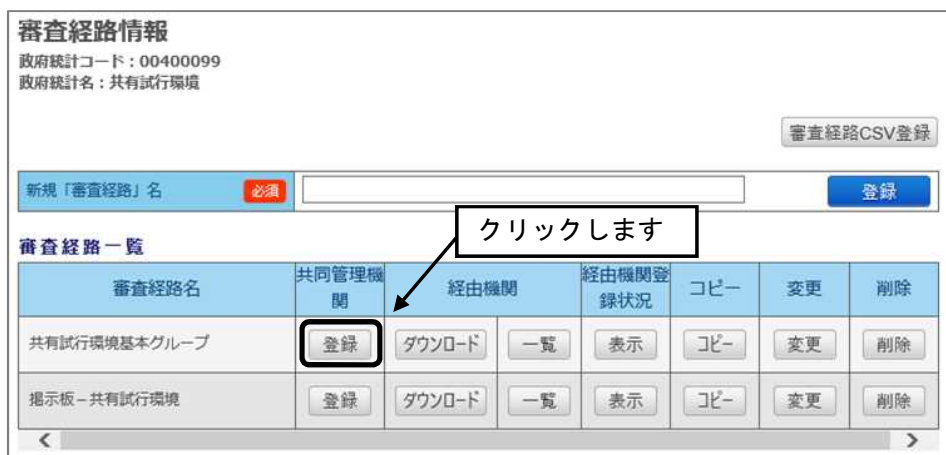 審査経路情報
政府統計コード：00400099
政府統計名：共有試行環境
審査経路CSV登録
新規「審査経路」名 必須 登録
クリックします
審査経路一覧
審査経路名 共同管理機関 経由機関 経由機関登録状況 コピー 変更 削除
共有試行環境基本グループ 登録 ダウンロード 一覧 表示 コピー 変更 削除
掲示板－共有試行環境 登録 ダウンロード 一覧 表示 コピー 変更 削除